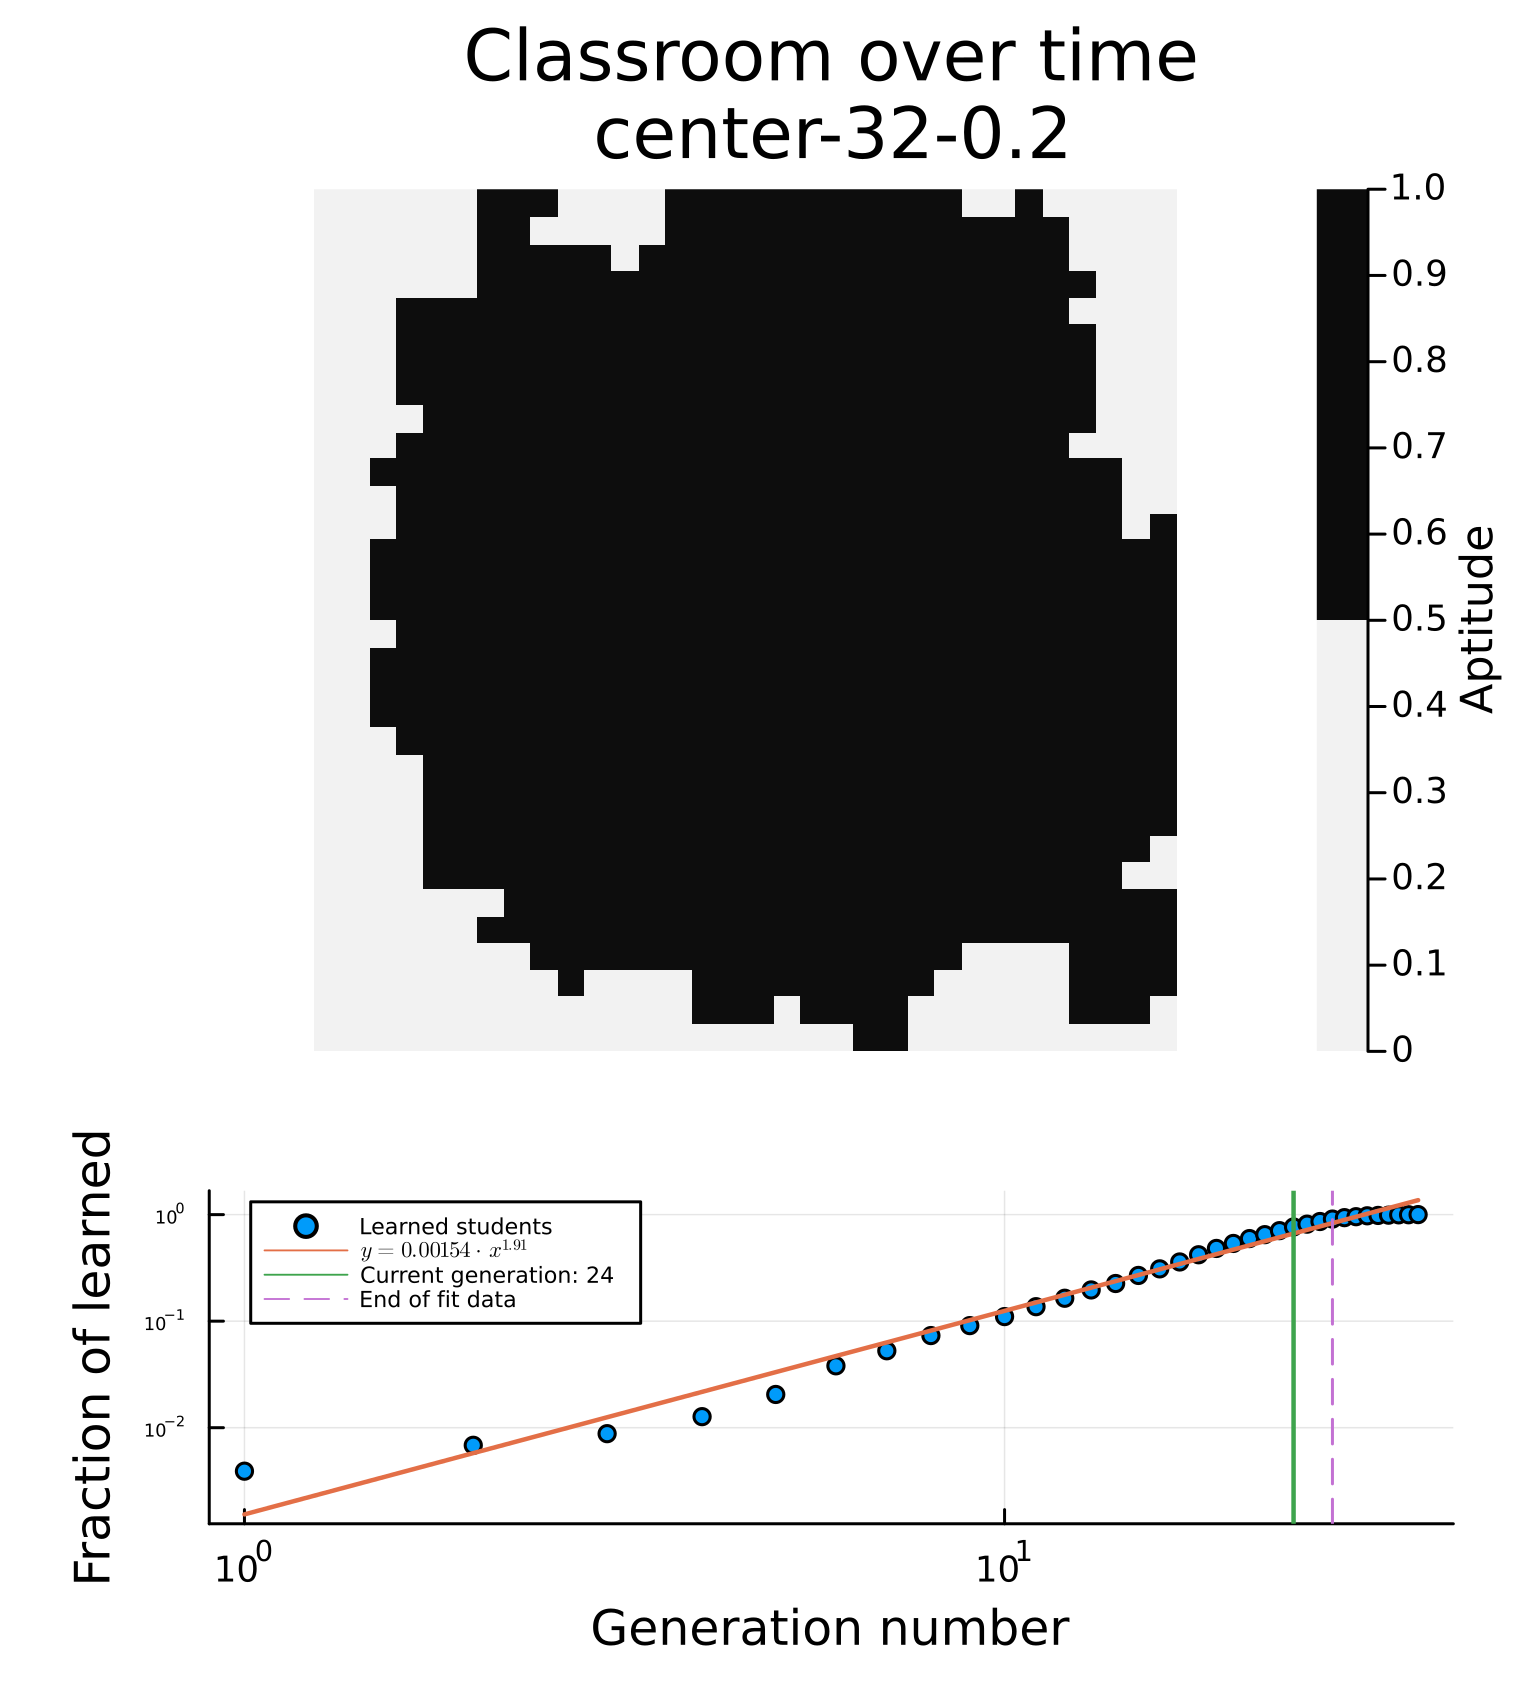 Classroom over time
center-32-0.2
1.0
0.9
0.8
0.7
0.6
0.5
0.4
0.3
0.2
0.1
0
Aptitude
Fraction of learned
10⁰
10⁻¹
10⁻²
Learned students
y = 0.00154 · x^1.91
Current generation: 24
End of fit data
10⁰
10¹
Generation number